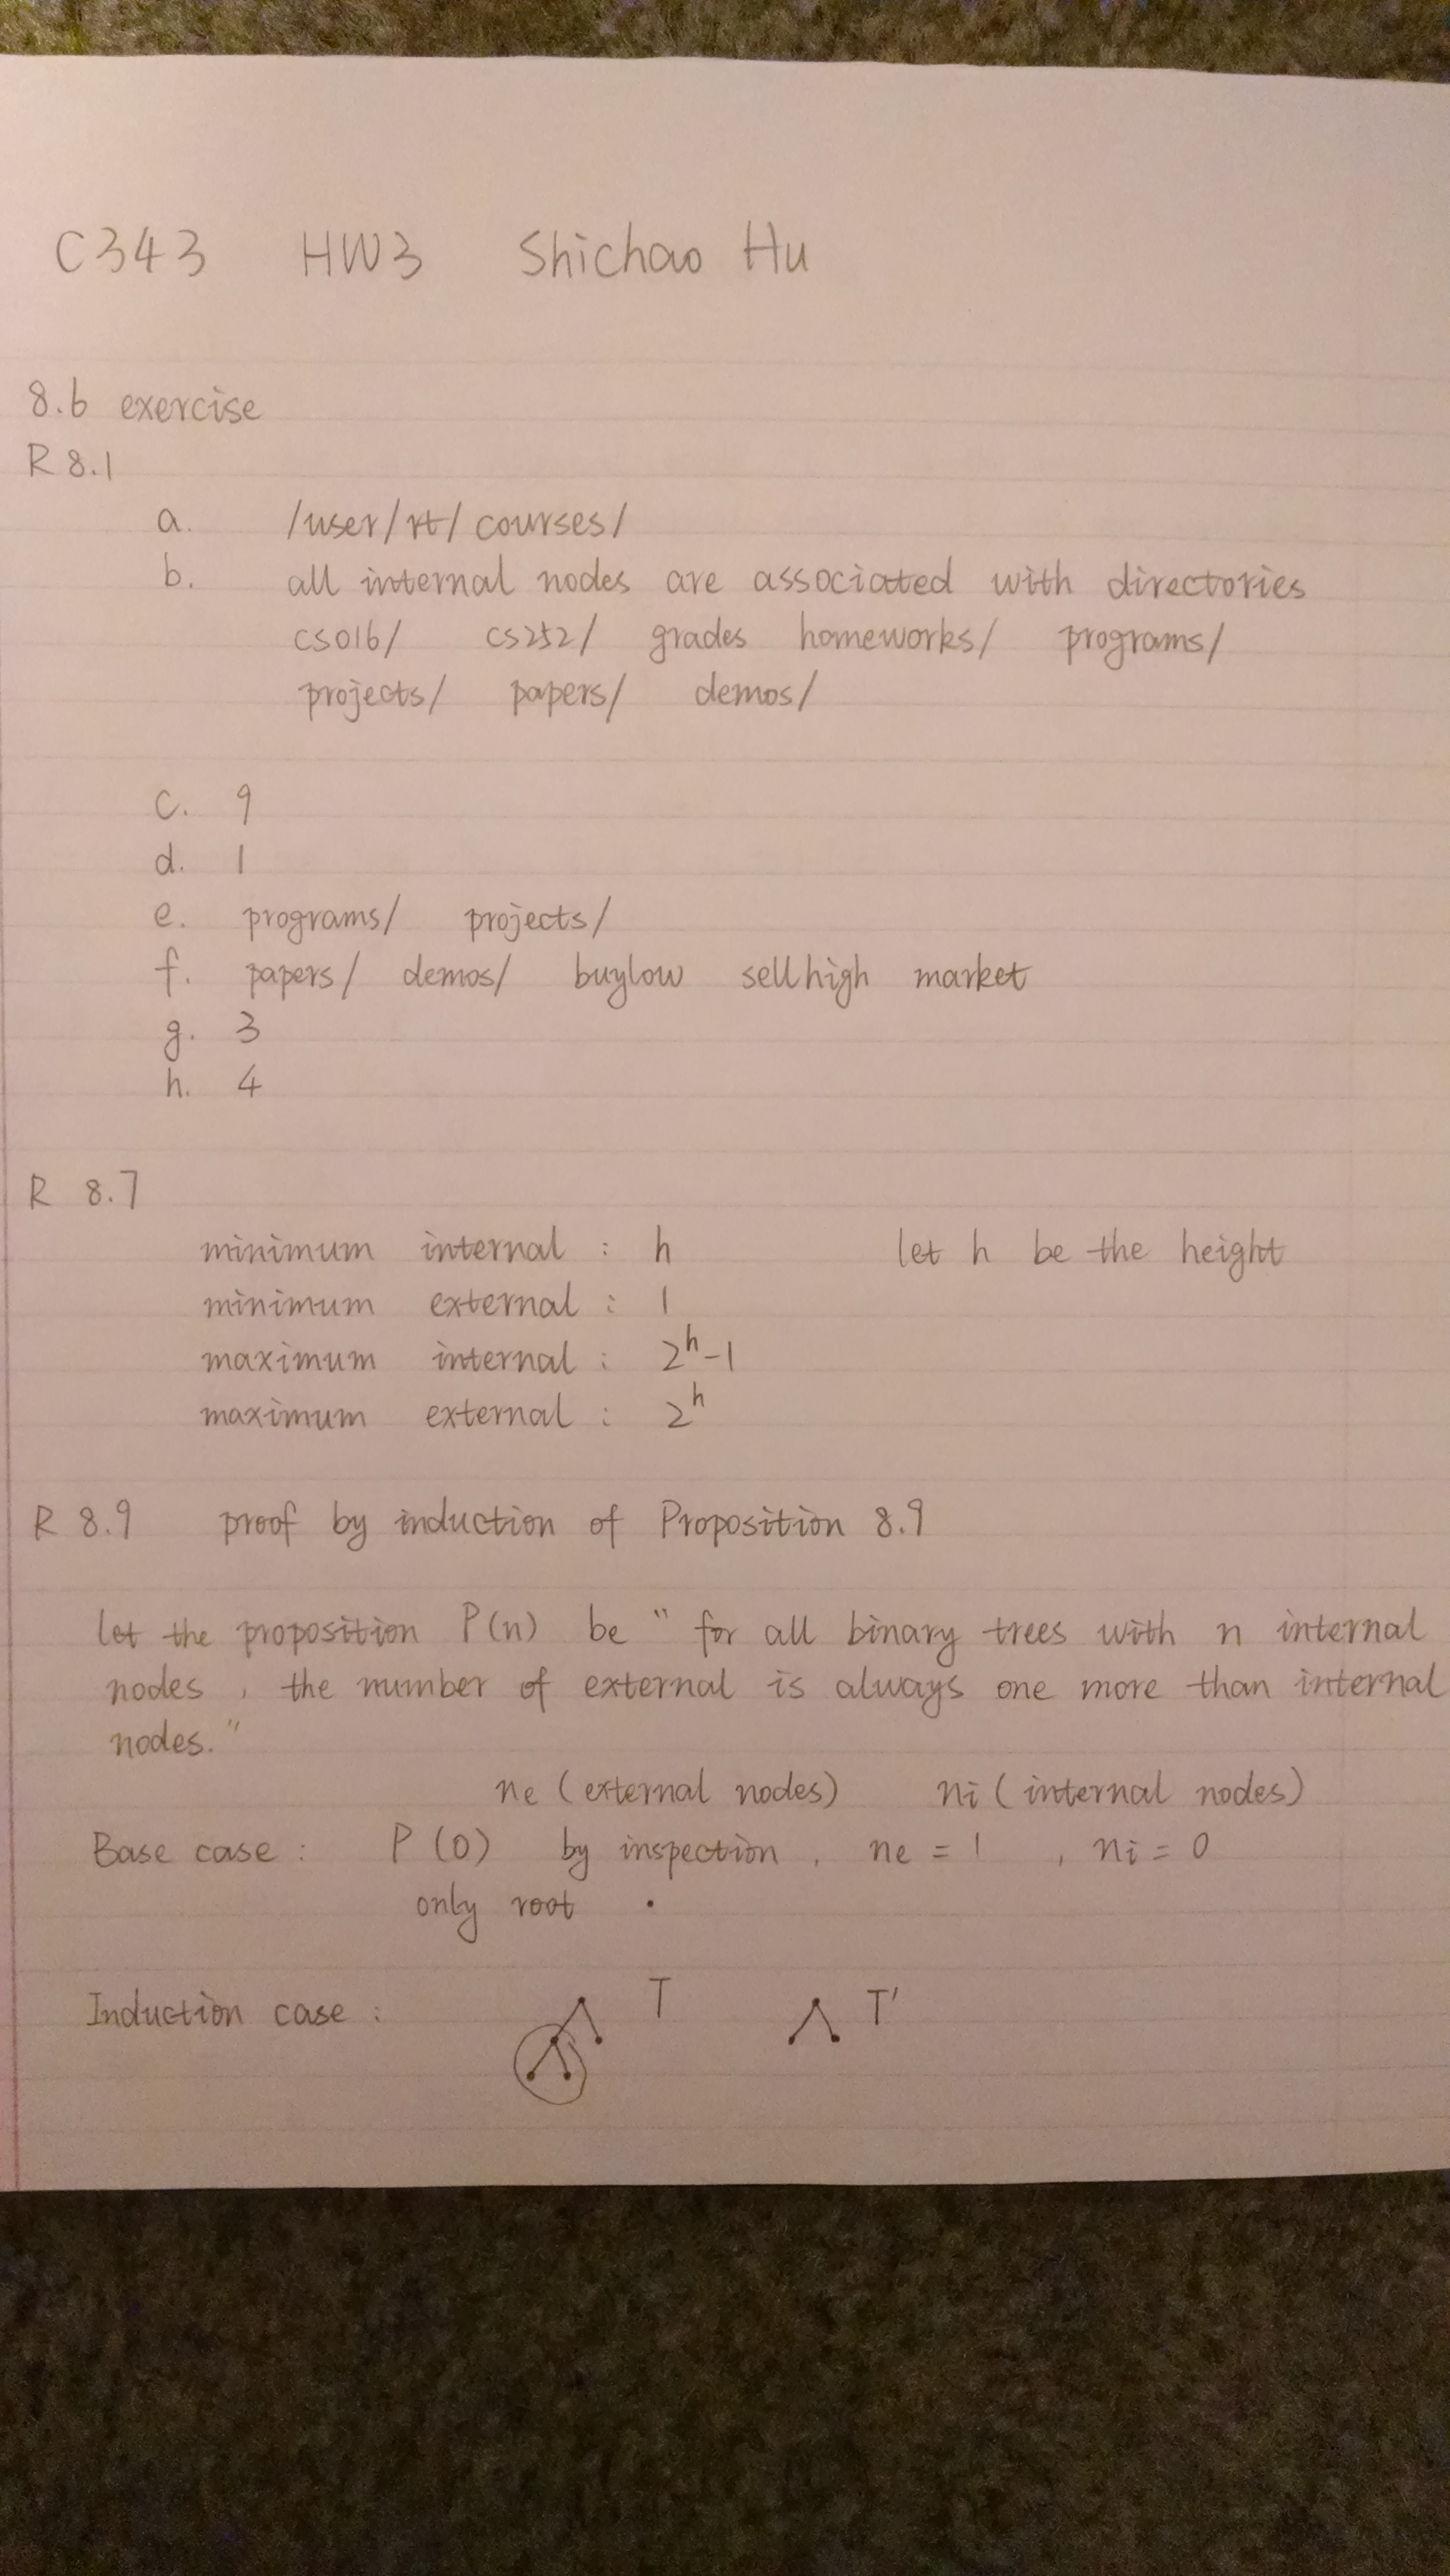 C343 HW3 Shichao Hu
8.6 exercise
R 8.1
a. /user/rt/courses/
b. all internal nodes are associated with directories
cs016/ cs252/ grades homeworks/ programs/
projects/ papers/ demos/
c. 9
d. 1
e. programs/ projects/
f. papers/ demos/ buylow sellhigh market
g. 3
h. 4
R 8.7
minimum internal : h let h be the height
minimum external : 1
maximum internal : 2^h-1
maximum external : 2^h
R 8.9 proof by induction of Proposition 8.9
let the proposition P(n) be " for all binary trees with n internal
nodes , the number of external is always one more than internal
nodes."
ne (external nodes) ni (internal nodes)
Base case : P(0) by inspection , ne = 1 , ni = 0
only root
Induction case : T T'